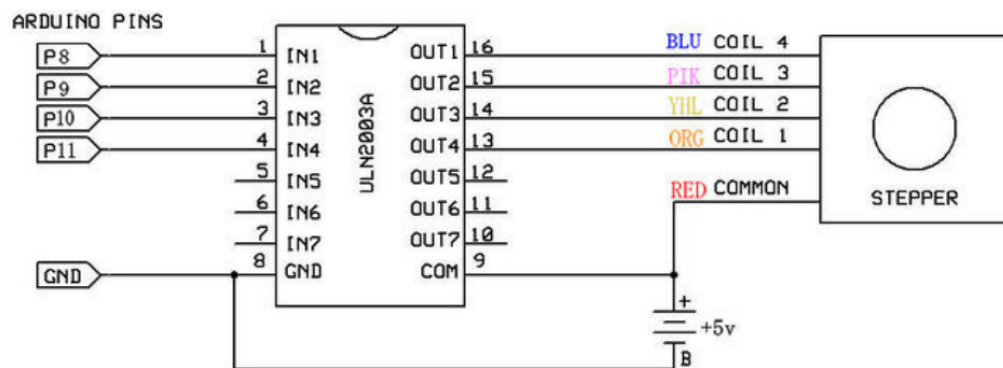 ARDUINO PINS
P8 1 IN1 OUT1 16 BLU COIL 4
P9 2 IN2 OUT2 15 PIK COIL 3
P10 3 IN3 OUT3 14 YHL COIL 2
P11 4 IN4 OUT4 13 ORG COIL 1
5 IN5 OUT5 12 RED COMMON
6 IN6 OUT6 11 STEPPER
7 IN7 OUT7 10
GND 8 GND COM 9
ULN2003A
+ +5v
B